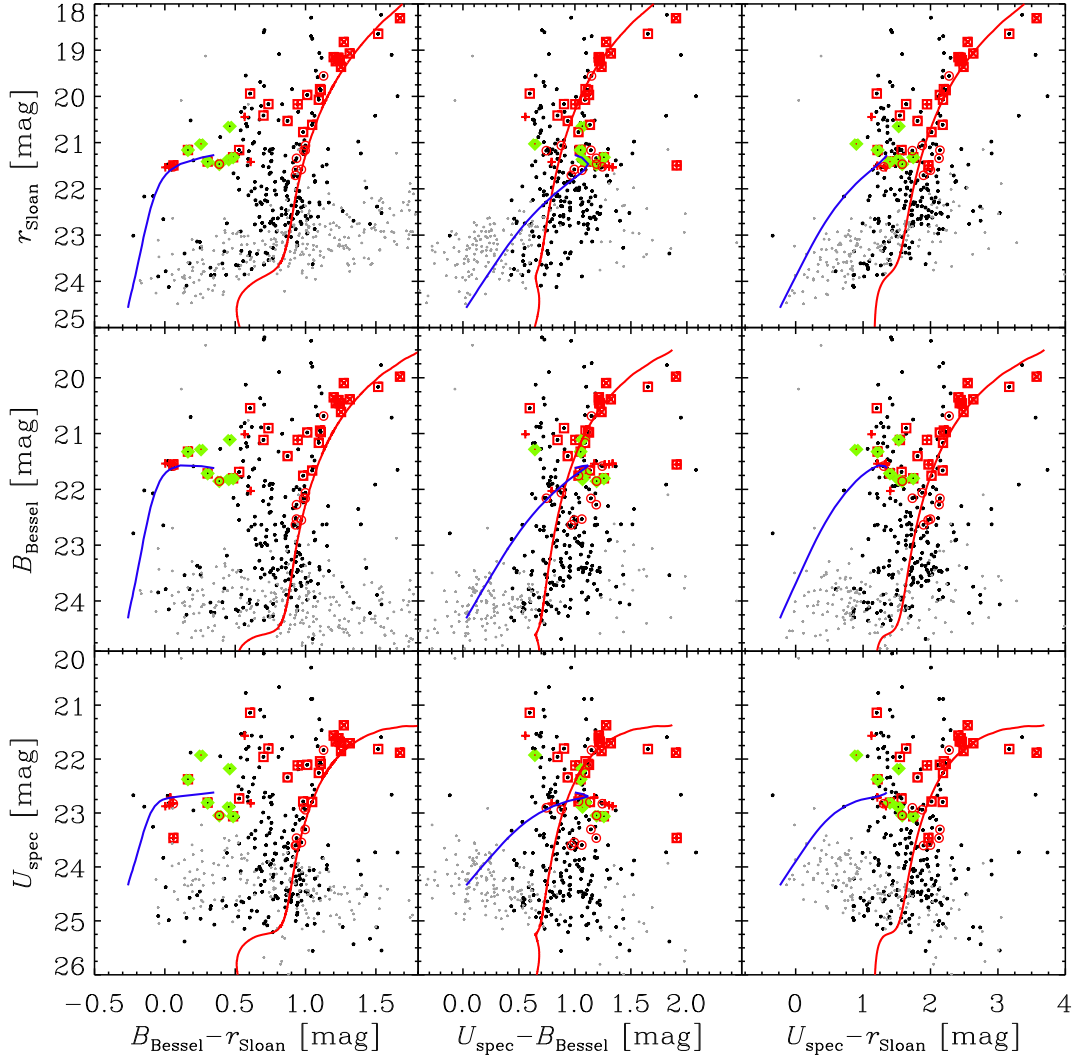 18
19
20
21
22
23
24
25
r_Sloan [mag]
20
21
22
23
24
B_Bessel [mag]
20
21
22
23
24
25
26
U_spec [mag]
−0.5 0.0 0.5 1.0 1.5
0.0 0.5 1.0 1.5 2.0
0 1 2 3 4
B_Bessel−r_Sloan [mag]
U_spec−B_Bessel [mag]
U_spec−r_Sloan [mag]